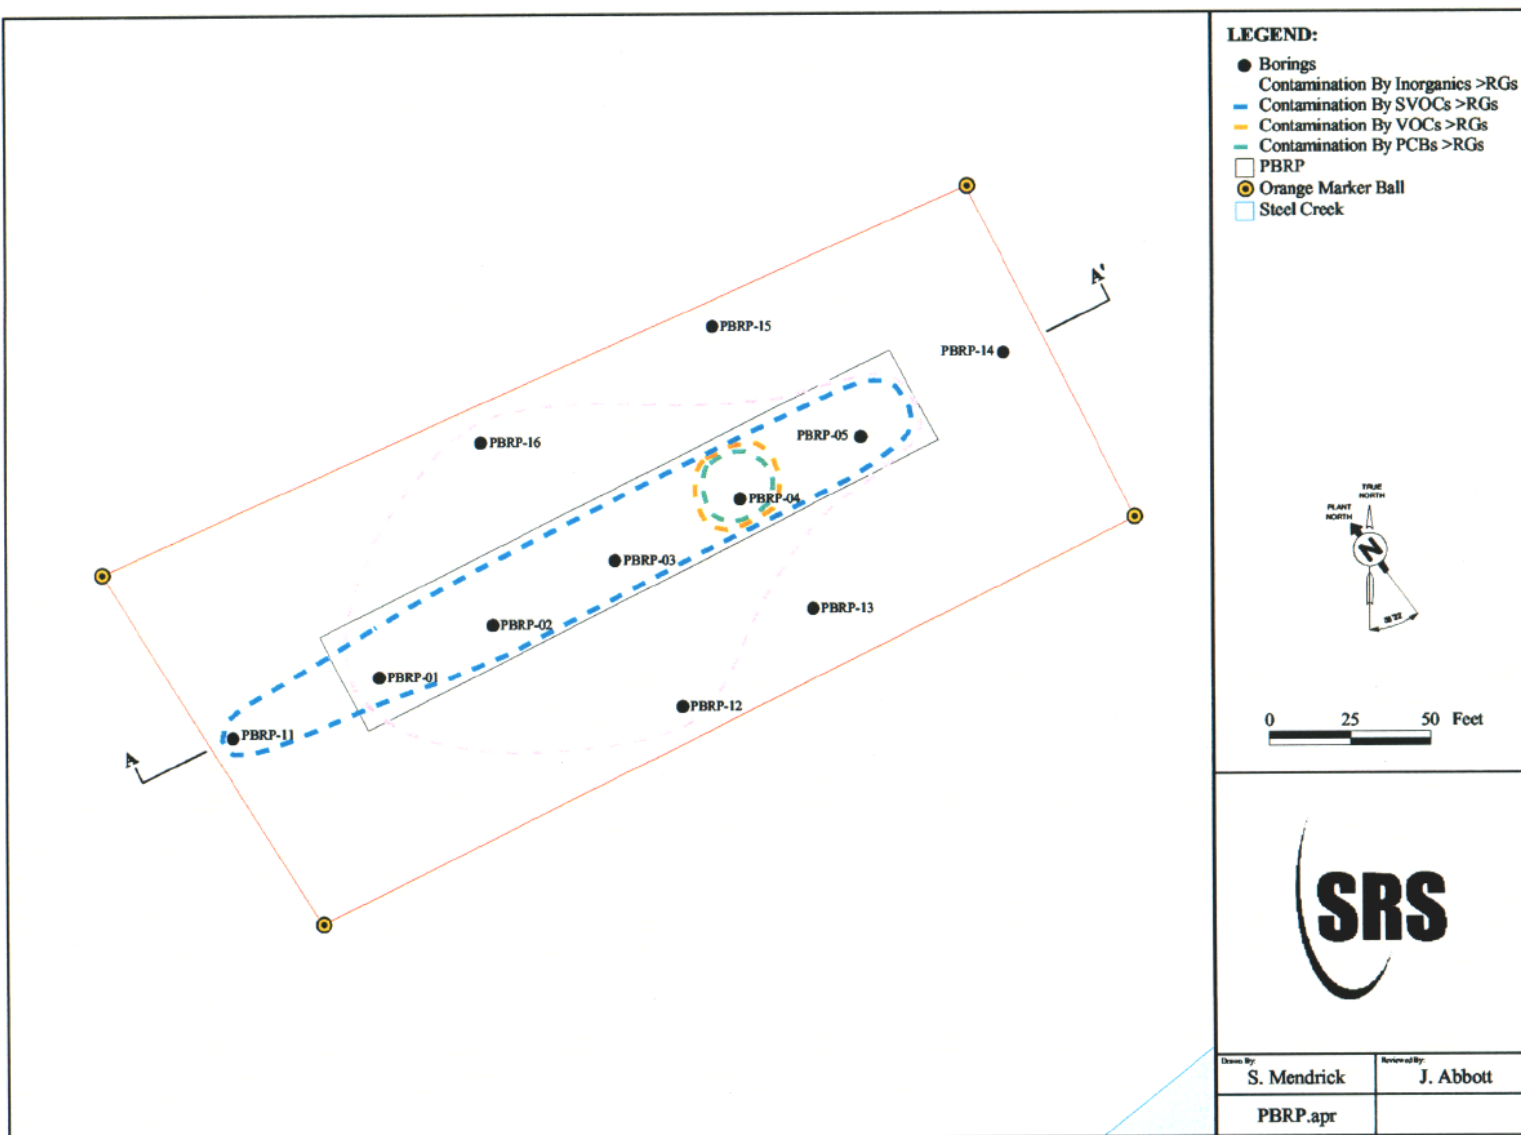 LEGEND:
Borings
Contamination By Inorganics >RGs
Contamination By SVOCs >RGs
Contamination By VOCs >RGs
Contamination By PCBs >RGs
PBRP
Orange Marker Ball
Steel Creek
A'
PBRP-15
PBRP-14
PBRP-16
PBRP-05
PBRP-04
PBRP-03
PBRP-13
PBRP-02
PBRP-01
PBRP-12
PBRP-11
A
TRUE
NORTH
PLANT
NORTH
N
0 25 50 Feet
SRS
Drawn By:
S. Mendrick
Reviewed By:
J. Abbott
PBRP.apr